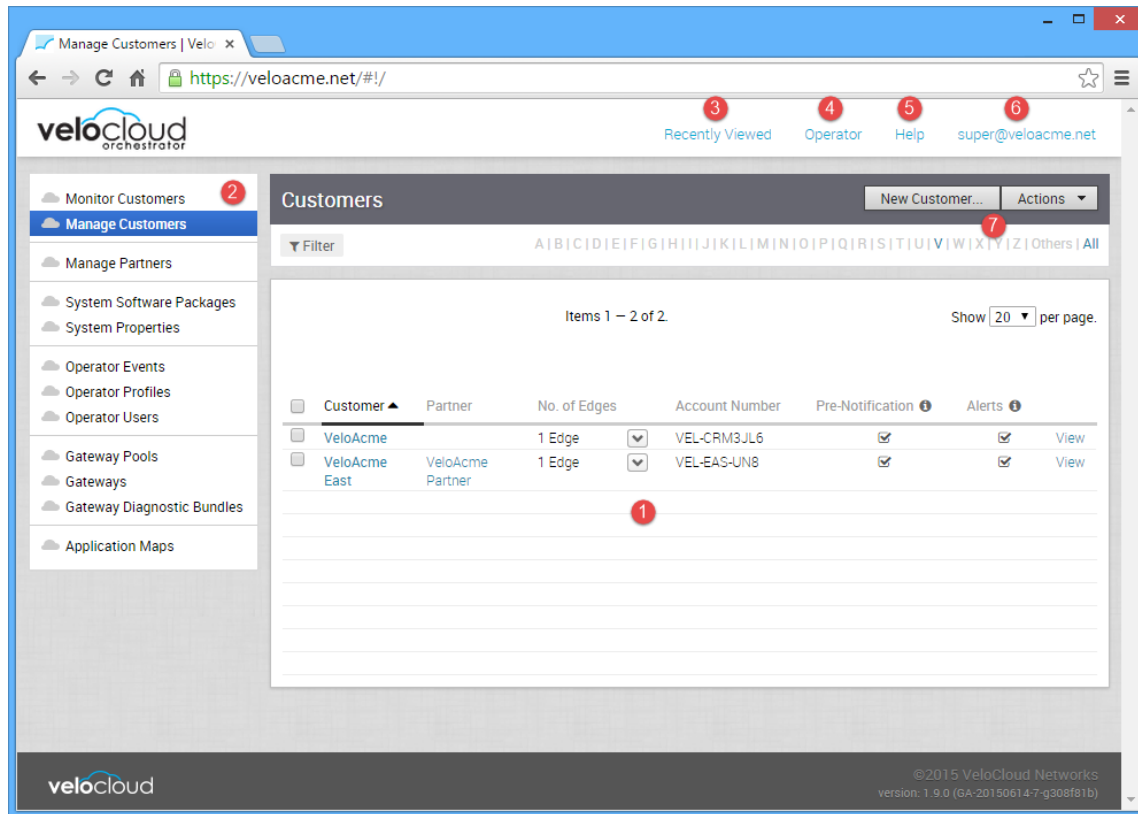 Manage Customers | Velo
https://veloacme.net/#!/
velocloud
orchestrator
3 4 5 6
Recently Viewed Operator Help super@veloacme.net
Monitor Customers 2
Manage Customers
Manage Partners
System Software Packages
System Properties
Operator Events
Operator Profiles
Operator Users
Gateway Pools
Gateways
Gateway Diagnostic Bundles
Application Maps
Customers New Customer... Actions
7
Filter A | B | C | D | E | F | G | H | I | J | K | L | M | N | O | P | Q | R | S | T | U | V | W | X | Y | Z | Others | All
Items 1 — 2 of 2. Show 20 per page.
Customer Partner No. of Edges Account Number Pre-Notification Alerts
VeloAcme 1 Edge VEL-CRM3JL6 View
VeloAcme VeloAcme 1 Edge VEL-EAS-UN8 View
East Partner
1
velocloud
©2015 VeloCloud Networks
version: 1.9.0 (GA-20150614-7-g308f81b)